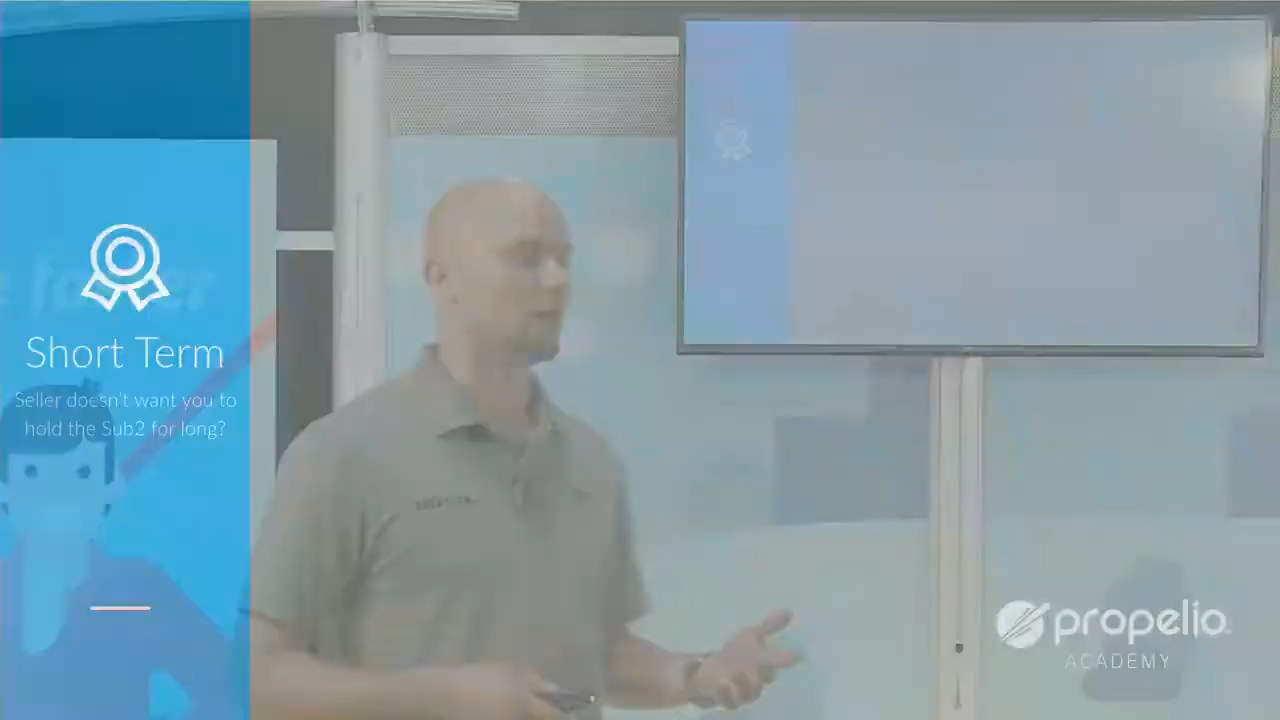 Short Term
Seller doesn't want you to
hold the Sub2 for long?
propelio
ACADEMY